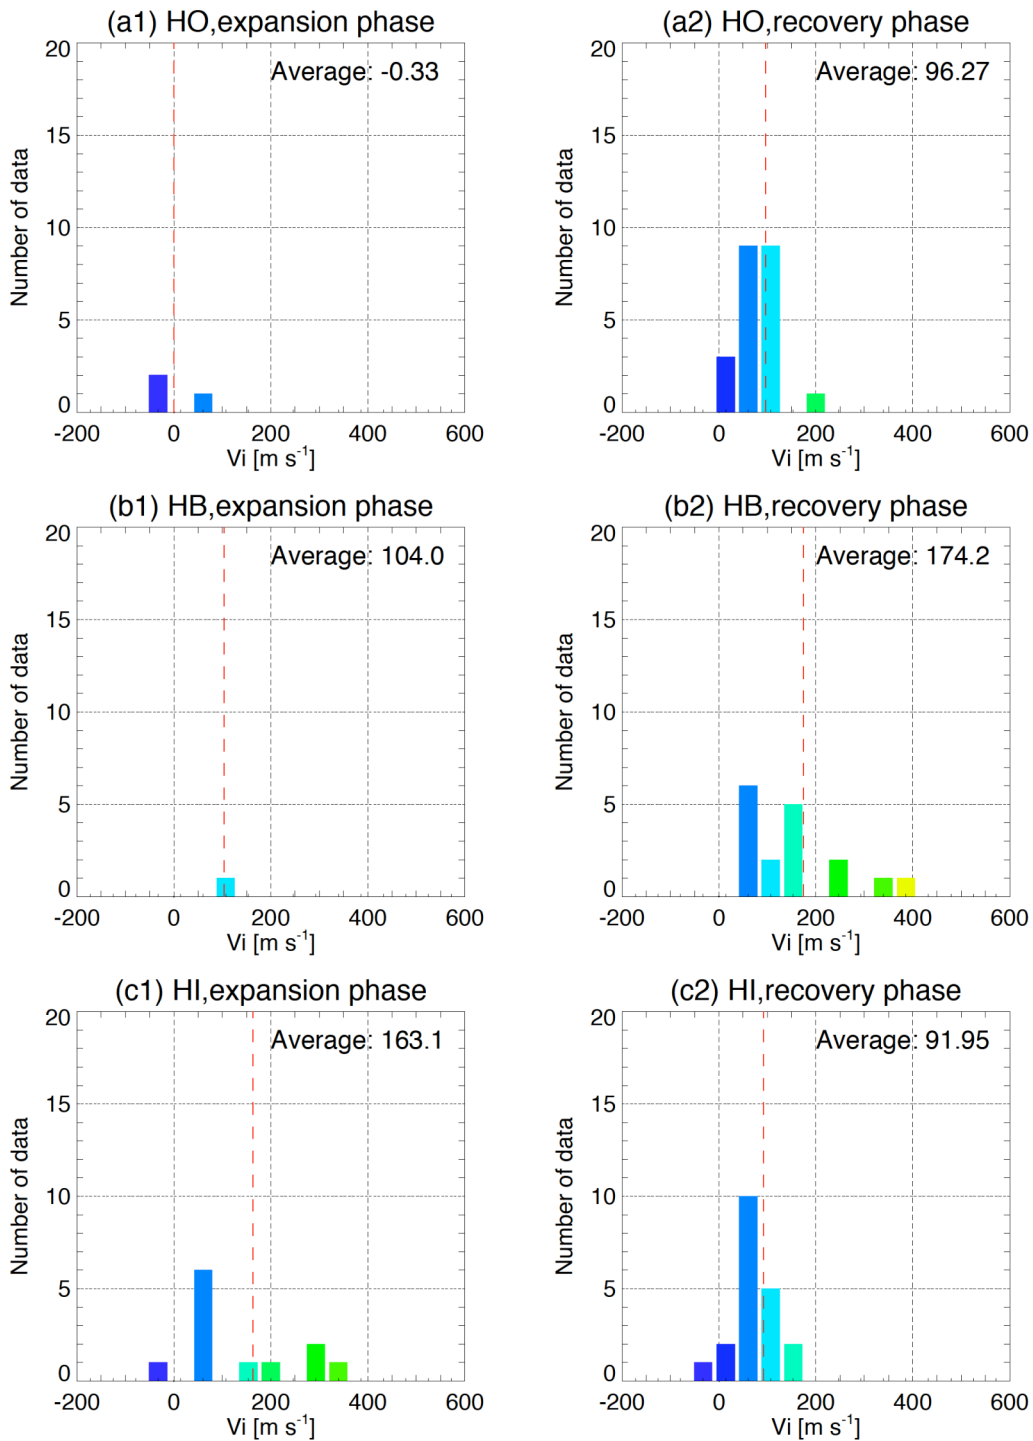 (a1) HO,expansion phase
Average: -0.33
20
15
10
5
0
Number of data
-200 0 200 400 600
Vi [m s-1]
(a2) HO,recovery phase
Average: 96.27
20
15
10
5
0
Number of data
-200 0 200 400 600
Vi [m s-1]
(b1) HB,expansion phase
Average: 104.0
20
15
10
5
0
Number of data
-200 0 200 400 600
Vi [m s-1]
(b2) HB,recovery phase
Average: 174.2
20
15
10
5
0
Number of data
-200 0 200 400 600
Vi [m s-1]
(c1) HI,expansion phase
Average: 163.1
20
15
10
5
0
Number of data
-200 0 200 400 600
Vi [m s-1]
(c2) HI,recovery phase
Average: 91.95
20
15
10
5
0
Number of data
-200 0 200 400 600
Vi [m s-1]